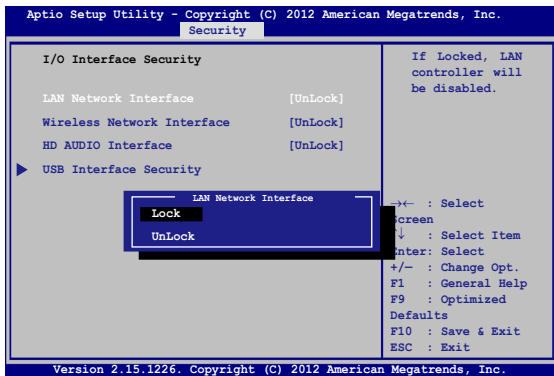 Aptio Setup Utility - Copyright (C) 2012 American Megatrends, Inc.
Security
I/O Interface Security
LAN Network Interface [UnLock]
Wireless Network Interface [UnLock]
HD AUDIO Interface [UnLock]
USB Interface Security
LAN Network Interface
Lock
UnLock
If Locked, LAN
controller will
be disabled.
→← : Select
Screen
↑↓ : Select Item
Enter: Select
+/— : Change Opt.
F1 : General Help
F9 : Optimized
Defaults
F10 : Save & Exit
ESC : Exit
Version 2.15.1226. Copyright (C) 2012 American Megatrends, Inc.